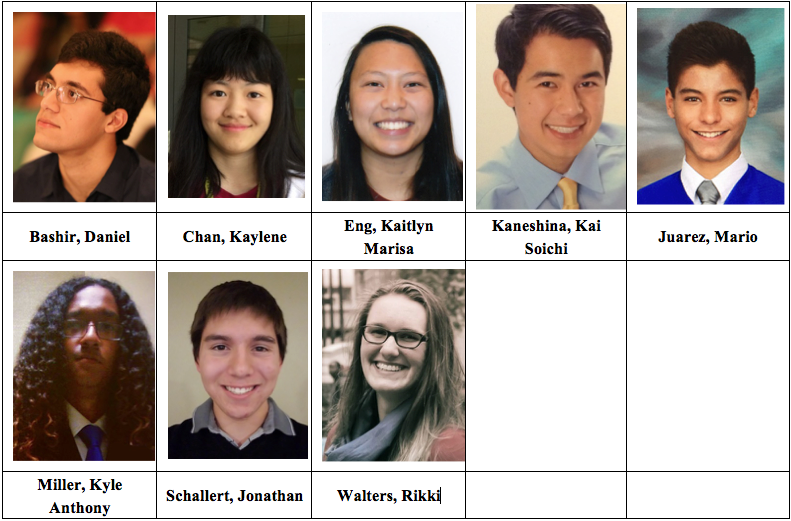 Bashir, Daniel
Chan, Kaylene
Eng, Kaitlyn
Marisa
Kaneshina, Kai
Soichi
Juarez, Mario
Miller, Kyle
Anthony
Schallert, Jonathan
Walters, Rikki